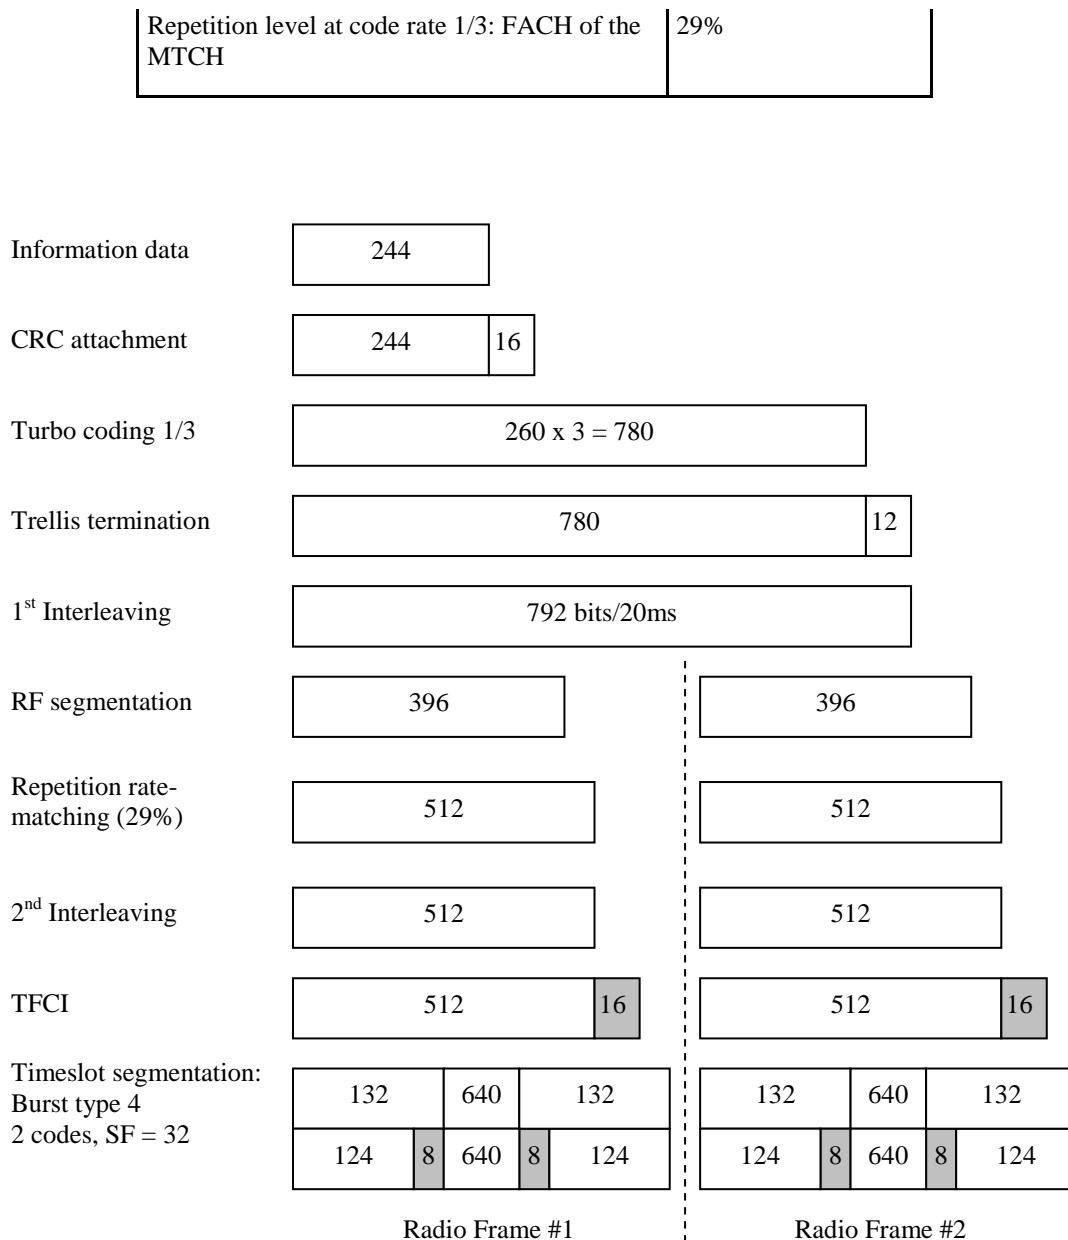 Repetition level at code rate 1/3: FACH of the 29%
MTCH
Information data 244
CRC attachment 244 16
Turbo coding 1/3 260 x 3 = 780
Trellis termination 780 12
1st Interleaving 792 bits/20ms
RF segmentation 396 396
Repetition rate-
matching (29%) 512 512
2nd Interleaving 512 512
TFCI 512 16 512 16
Timeslot segmentation:
Burst type 4 132 640 132 132 640 132
2 codes, SF = 32
124 8 640 8 124 124 8 640 8 124
Radio Frame #1 Radio Frame #2